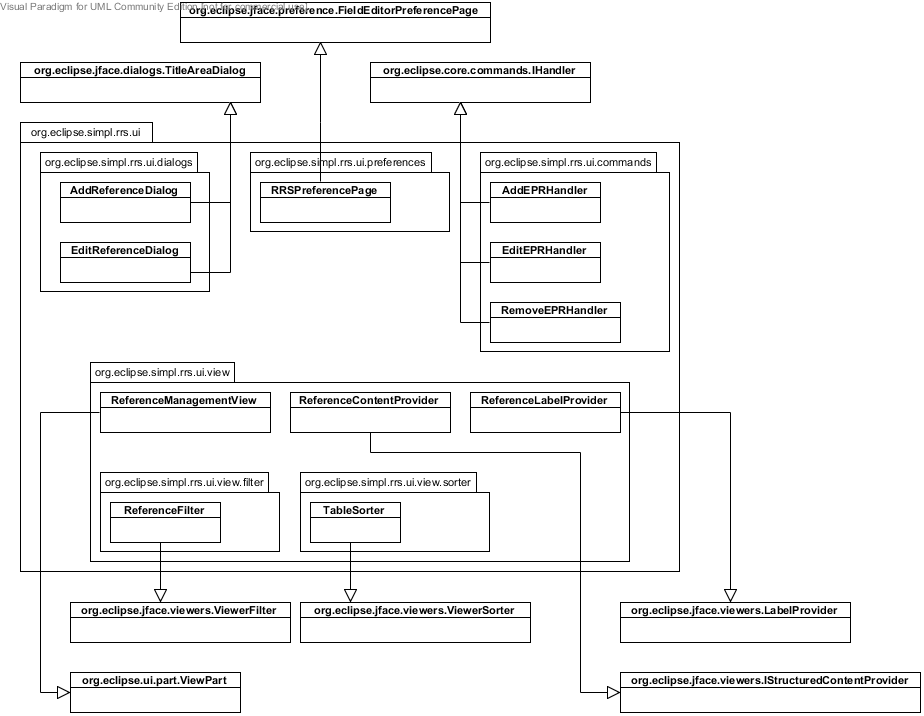 Visual Paradigm for UML Community Edition [not for commercial use]
org.eclipse.jface.preference.FieldEditorPreferencePage
org.eclipse.jface.dialogs.TitleAreaDialog
org.eclipse.core.commands.IHandler
org.eclipse.simpl.rrs.ui
org.eclipse.simpl.rrs.ui.dialogs
org.eclipse.simpl.rrs.ui.preferences
org.eclipse.simpl.rrs.ui.commands
AddReferenceDialog
RRSPreferencePage
AddEPRHandler
EditReferenceDialog
EditEPRHandler
RemoveEPRHandler
org.eclipse.simpl.rrs.ui.view
ReferenceManagementView
ReferenceContentProvider
ReferenceLabelProvider
org.eclipse.simpl.rrs.ui.view.filter
org.eclipse.simpl.rrs.ui.view.sorter
ReferenceFilter
TableSorter
org.eclipse.jface.viewers.ViewerFilter
org.eclipse.jface.viewers.ViewerSorter
org.eclipse.jface.viewers.LabelProvider
org.eclipse.ui.part.ViewPart
org.eclipse.jface.viewers.IStructuredContentProvider